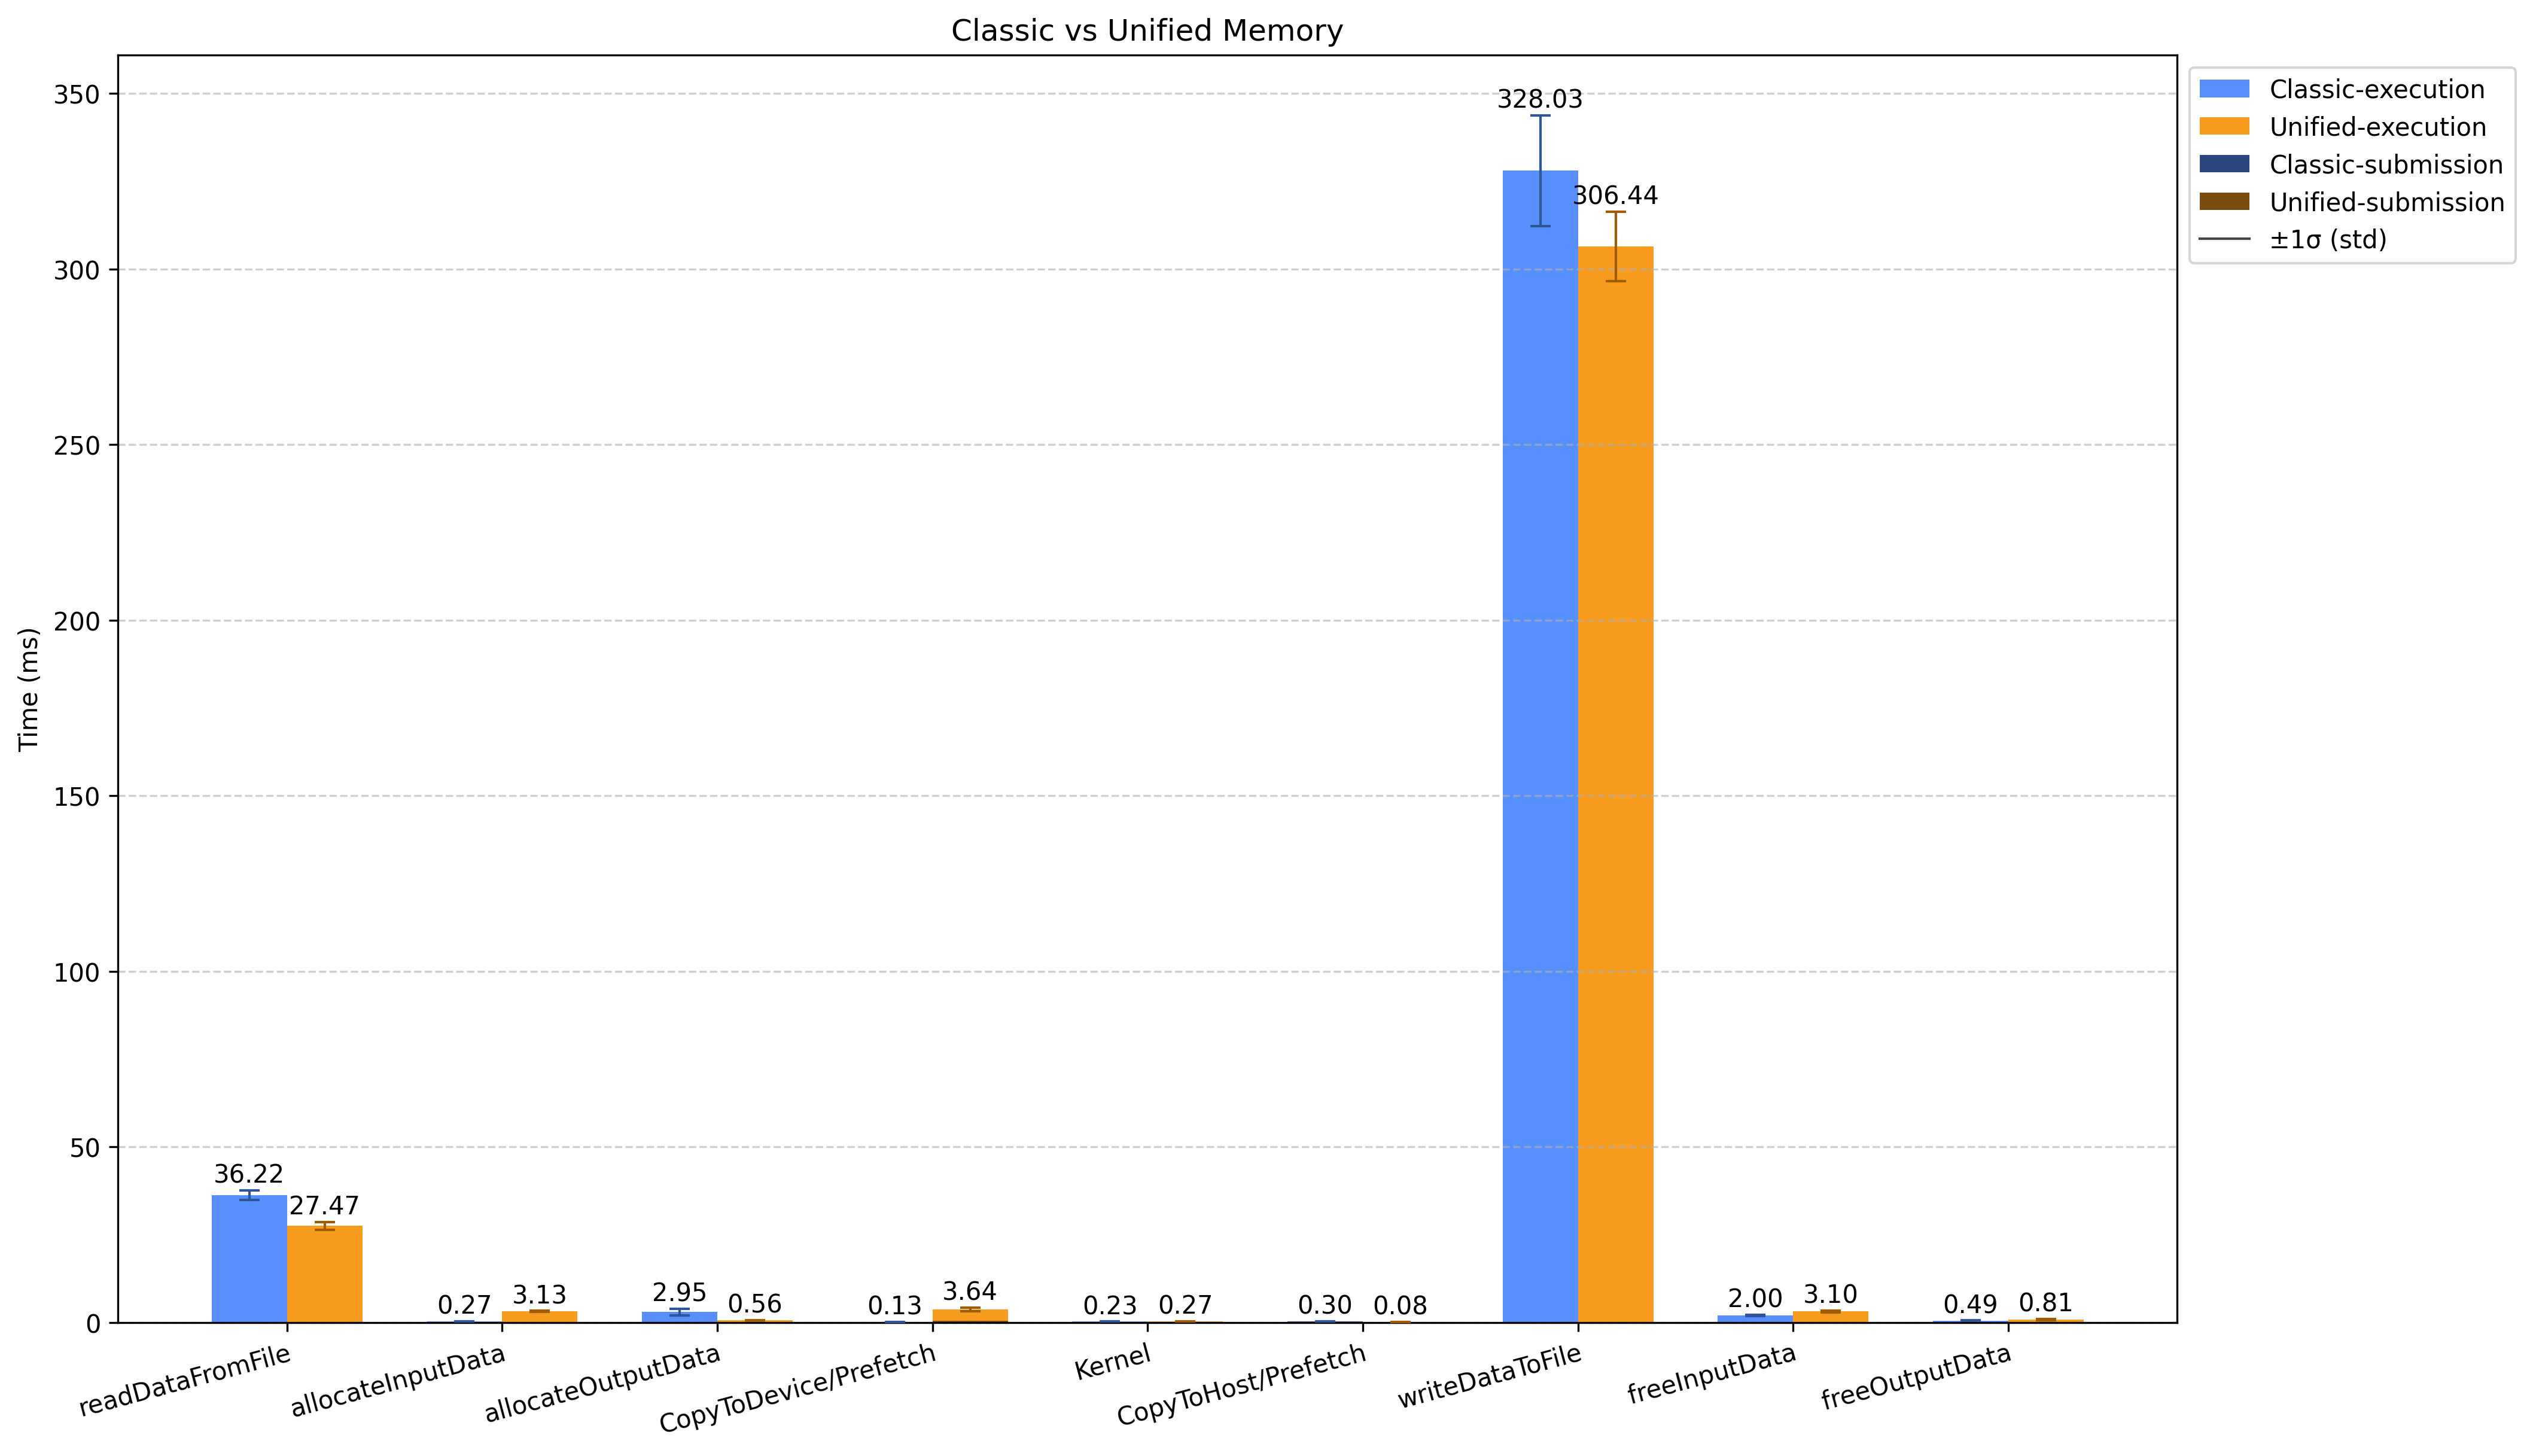 Classic vs Unified Memory
Classic-execution
Unified-execution
Classic-submission
Unified-submission
±1σ (std)
Time (ms)
350
300
250
200
150
100
50
0
328.03
306.44
36.22
27.47
0.27
3.13
2.95
0.56
0.13
3.64
0.23
0.27
0.30
0.08
2.00
3.10
0.49
0.81
readDataFromFile
allocateInputData
allocateOutputData
CopyToDevice/Prefetch
Kernel
CopyToHost/Prefetch
writeDataToFile
freeInputData
freeOutputData